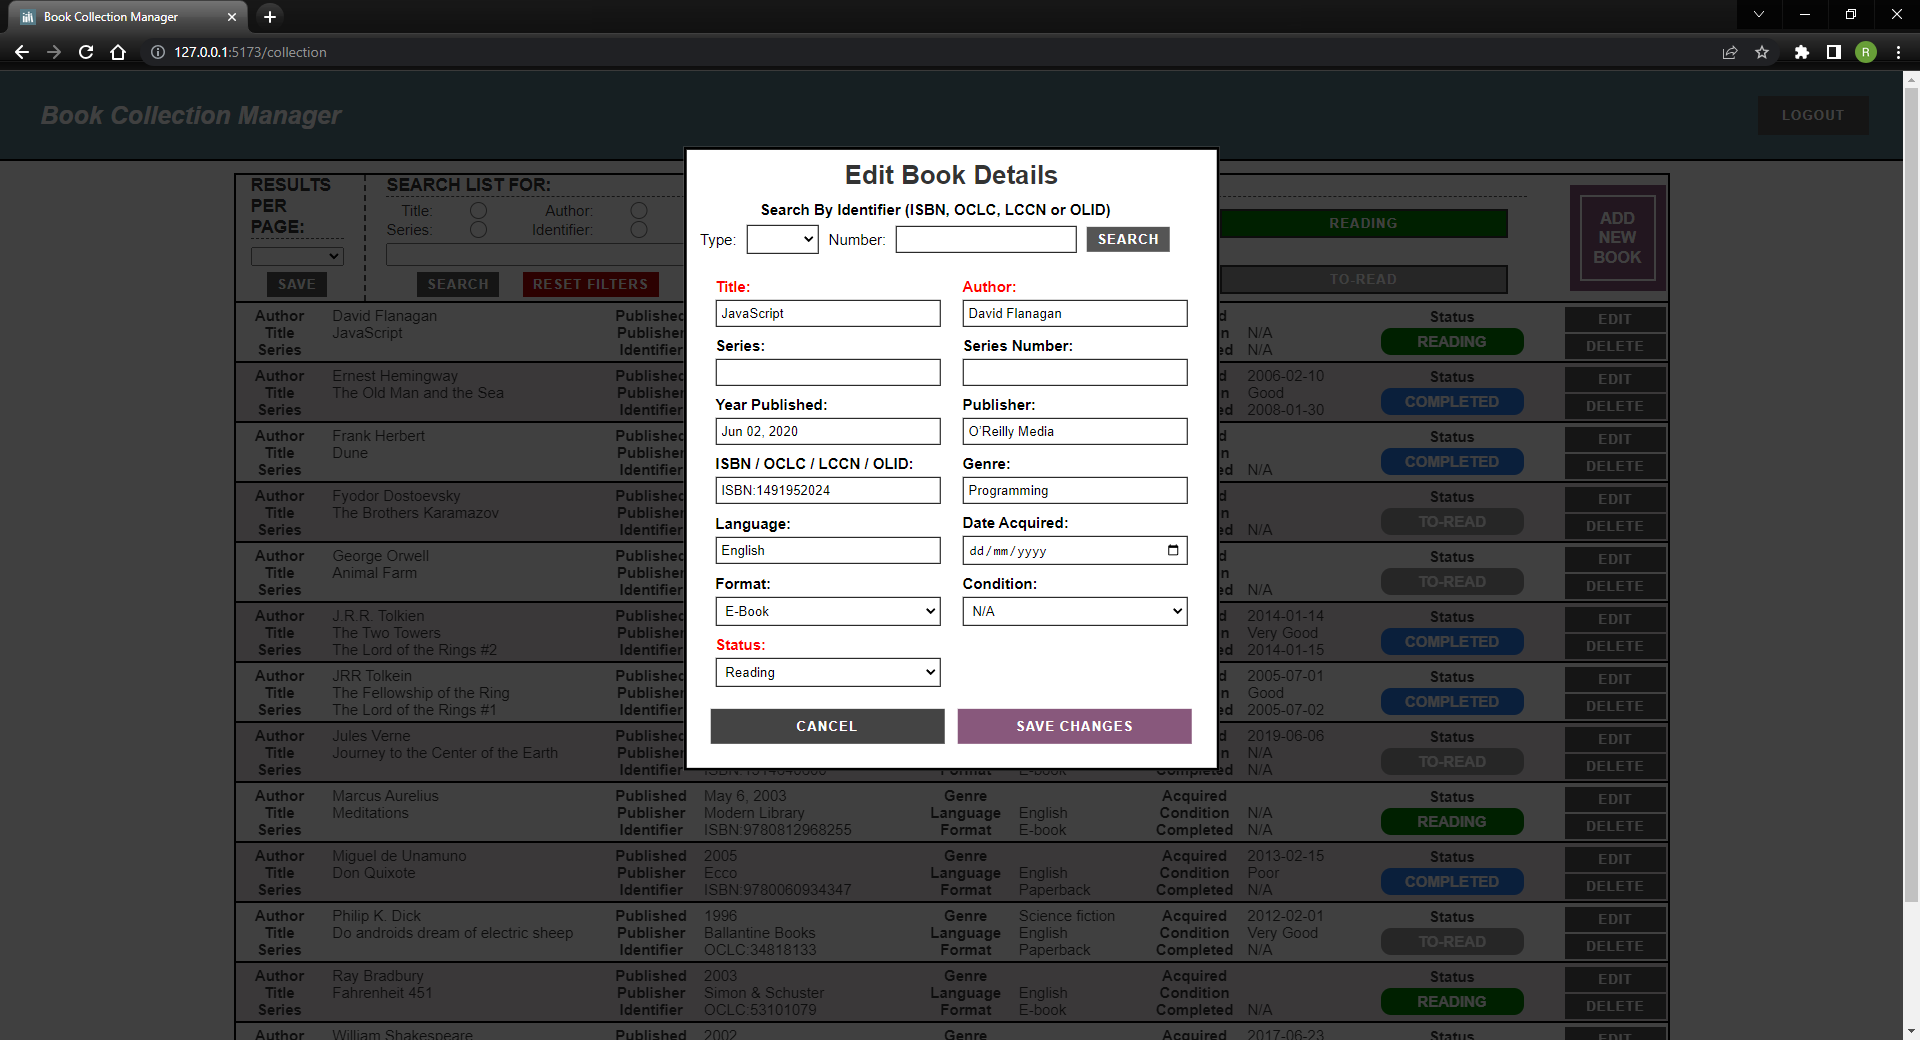 Book Collection Manager
127.0.0.1:5173/collection
R
Book Collection Manager
LOGOUT
Edit Book Details
Search By Identifier (ISBN, OCLC, LCCN or OLID)
Type: Number: SEARCH
Title: Author:
JavaScript David Flanagan
Series: Series Number:
Year Published: Publisher:
Jun 02, 2020 O'Reilly Media
ISBN / OCLC / LCCN / OLID: Genre:
ISBN:1491952024 Programming
Language: Date Acquired:
English dd/mm/yyyy
Format: Condition:
E-Book N/A
Status:
Reading
CANCEL SAVE CHANGES
RESULTS PER PAGE:
SAVE
SEARCH LIST FOR:
Title: Author:
Series: Identifier:
SEARCH RESET FILTERS
READING
TO-READ
ADD
NEW
BOOK
Author David Flanagan Published Status EDIT
Title JavaScript Publisher N/A READING
Series Identifier N/A DELETE
Author Ernest Hemingway Published 2006-02-10 Status EDIT
Title The Old Man and the Sea Publisher Good COMPLETED
Series Identifier 2008-01-30 DELETE
Author Frank Herbert Published Status EDIT
Title Dune Publisher COMPLETED
Series Identifier N/A DELETE
Author Fyodor Dostoevsky Published Status EDIT
Title The Brothers Karamazov Publisher TO-READ
Series Identifier N/A DELETE
Author George Orwell Published Status EDIT
Title Animal Farm Publisher TO-READ
Series Identifier N/A DELETE
Author J.R.R. Tolkien Published 2014-01-14 Status EDIT
Title The Two Towers Publisher Very Good COMPLETED
Series The Lord of the Rings #2 Identifier 2014-01-15 DELETE
Author JRR Tolkein Published 2005-07-01 Status EDIT
Title The Fellowship of the Ring Publisher Good COMPLETED
Series The Lord of the Rings #1 Identifier 2005-07-02 DELETE
Author Jules Verne Published 2019-06-06 Status EDIT
Title Journey to the Center of the Earth Publisher N/A TO-READ
Series Identifier Format E-book Completed N/A DELETE
Author Marcus Aurelius Published May 6, 2003 Genre Acquired Status EDIT
Title Meditations Publisher Modern Library Language English Condition N/A READING
Series Identifier ISBN:9780812968255 Format E-book Completed N/A DELETE
Author Miguel de Unamuno Published 2005 Genre Acquired 2013-02-15 Status EDIT
Title Don Quixote Publisher Ecco Language English Condition Poor COMPLETED
Series Identifier ISBN:9780060934347 Format Paperback Completed N/A DELETE
Author Philip K. Dick Published 1996 Genre Science fiction Acquired 2012-02-01 Status EDIT
Title Do androids dream of electric sheep Publisher Ballantine Books Language English Condition Very Good TO-READ
Series Identifier OCLC:34818133 Format Paperback Completed N/A DELETE
Author Ray Bradbury Published 2003 Genre Acquired Status EDIT
Title Fahrenheit 451 Publisher Simon & Schuster Language English Condition READING
Series Identifier OCLC:53101079 Format E-book Completed N/A DELETE
Author William Shakespeare Published 2002 Genre Acquired 2017-06-23 Status EDIT